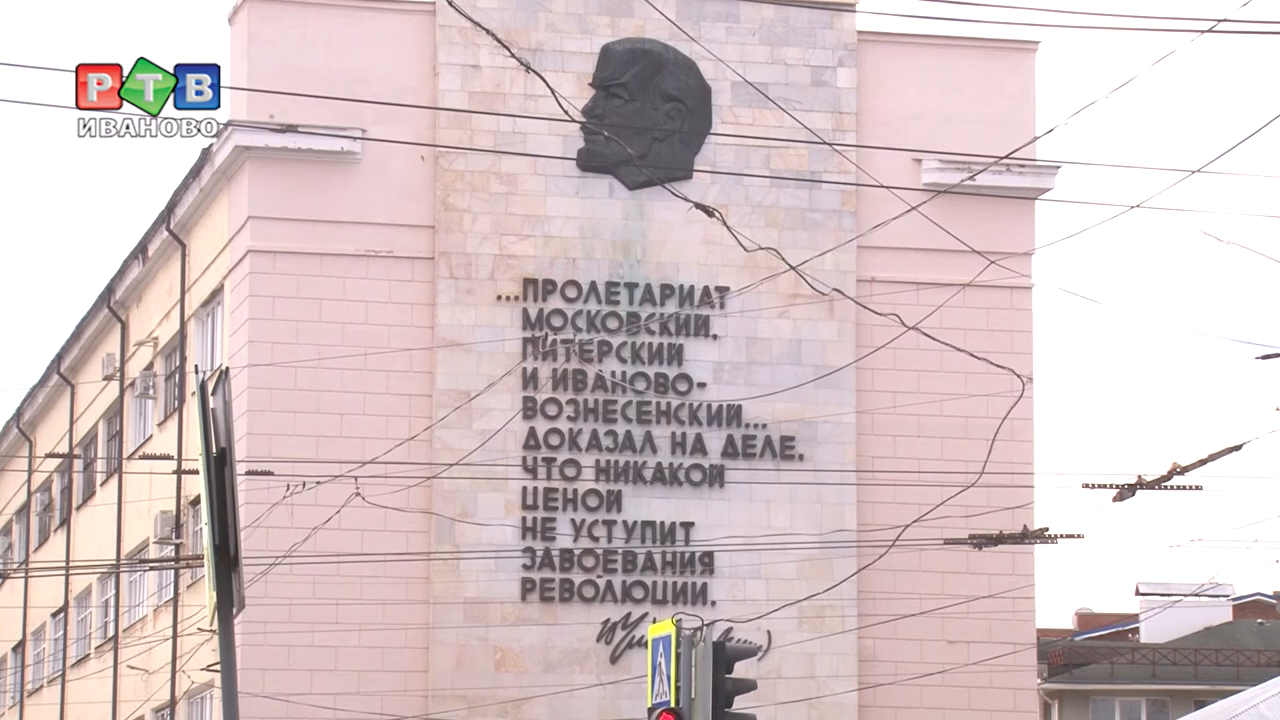 РТВ
ИВАНОВО
...ПРОЛЕТАРИАТ
МОСКОВСКИЙ,
ПИТЕРСКИЙ
И ИВАНОВО-
ВОЗНЕСЕНСКИЙ...
ДОКАЗАЛ НА ДЕЛЕ,
ЧТО НИКАКОЙ
ЦЕНОЙ
НЕ УСТУПИТ
ЗАВОЕВАНИЯ
РЕВОЛЮЦИИ.